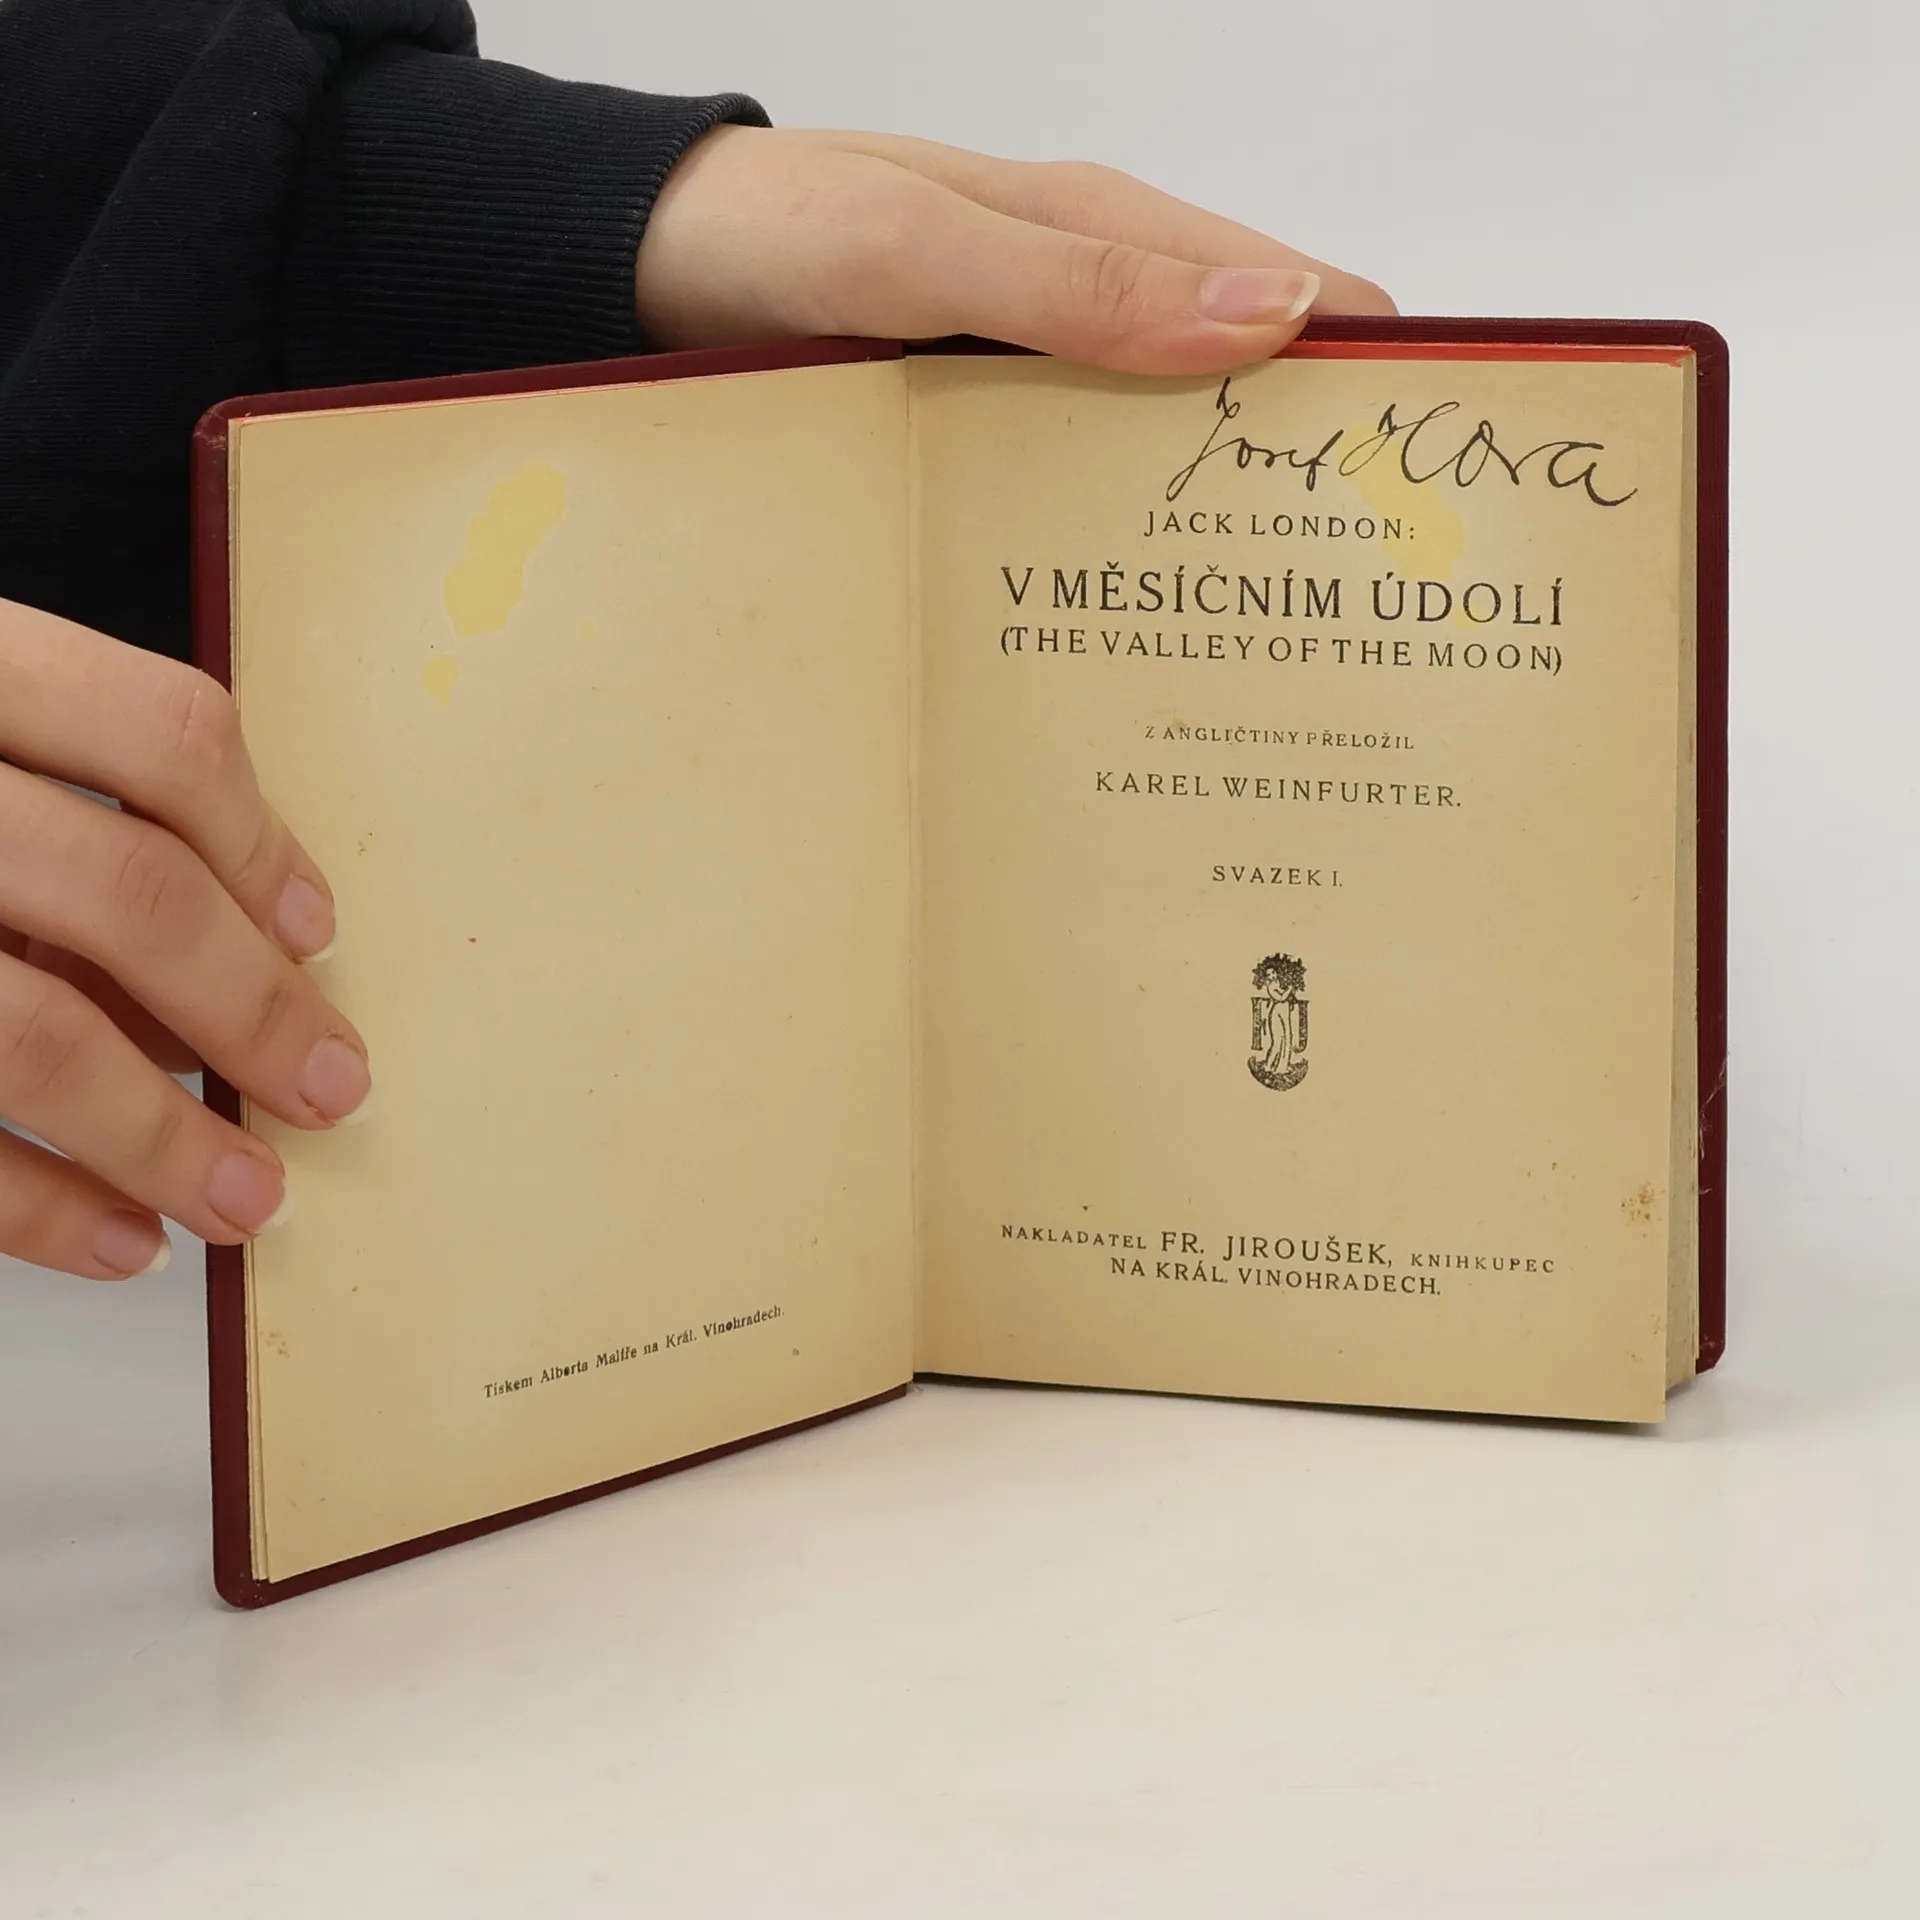 Tiskem Alberta Malíře na Král. Vinohradech.
Josef Hora
JACK LONDON:
V MĚSÍČNÍM ÚDOLÍ
(THE VALLEY OF THE MOON)
Z ANGLIČTINY PŘELOŽIL
KAREL WEINFURTER.
SVAZEK I.
FJ
NAKLADATEL FR. JIROUŠEK, KNIHKUPEC
NA KRÁL. VINOHRADECH.